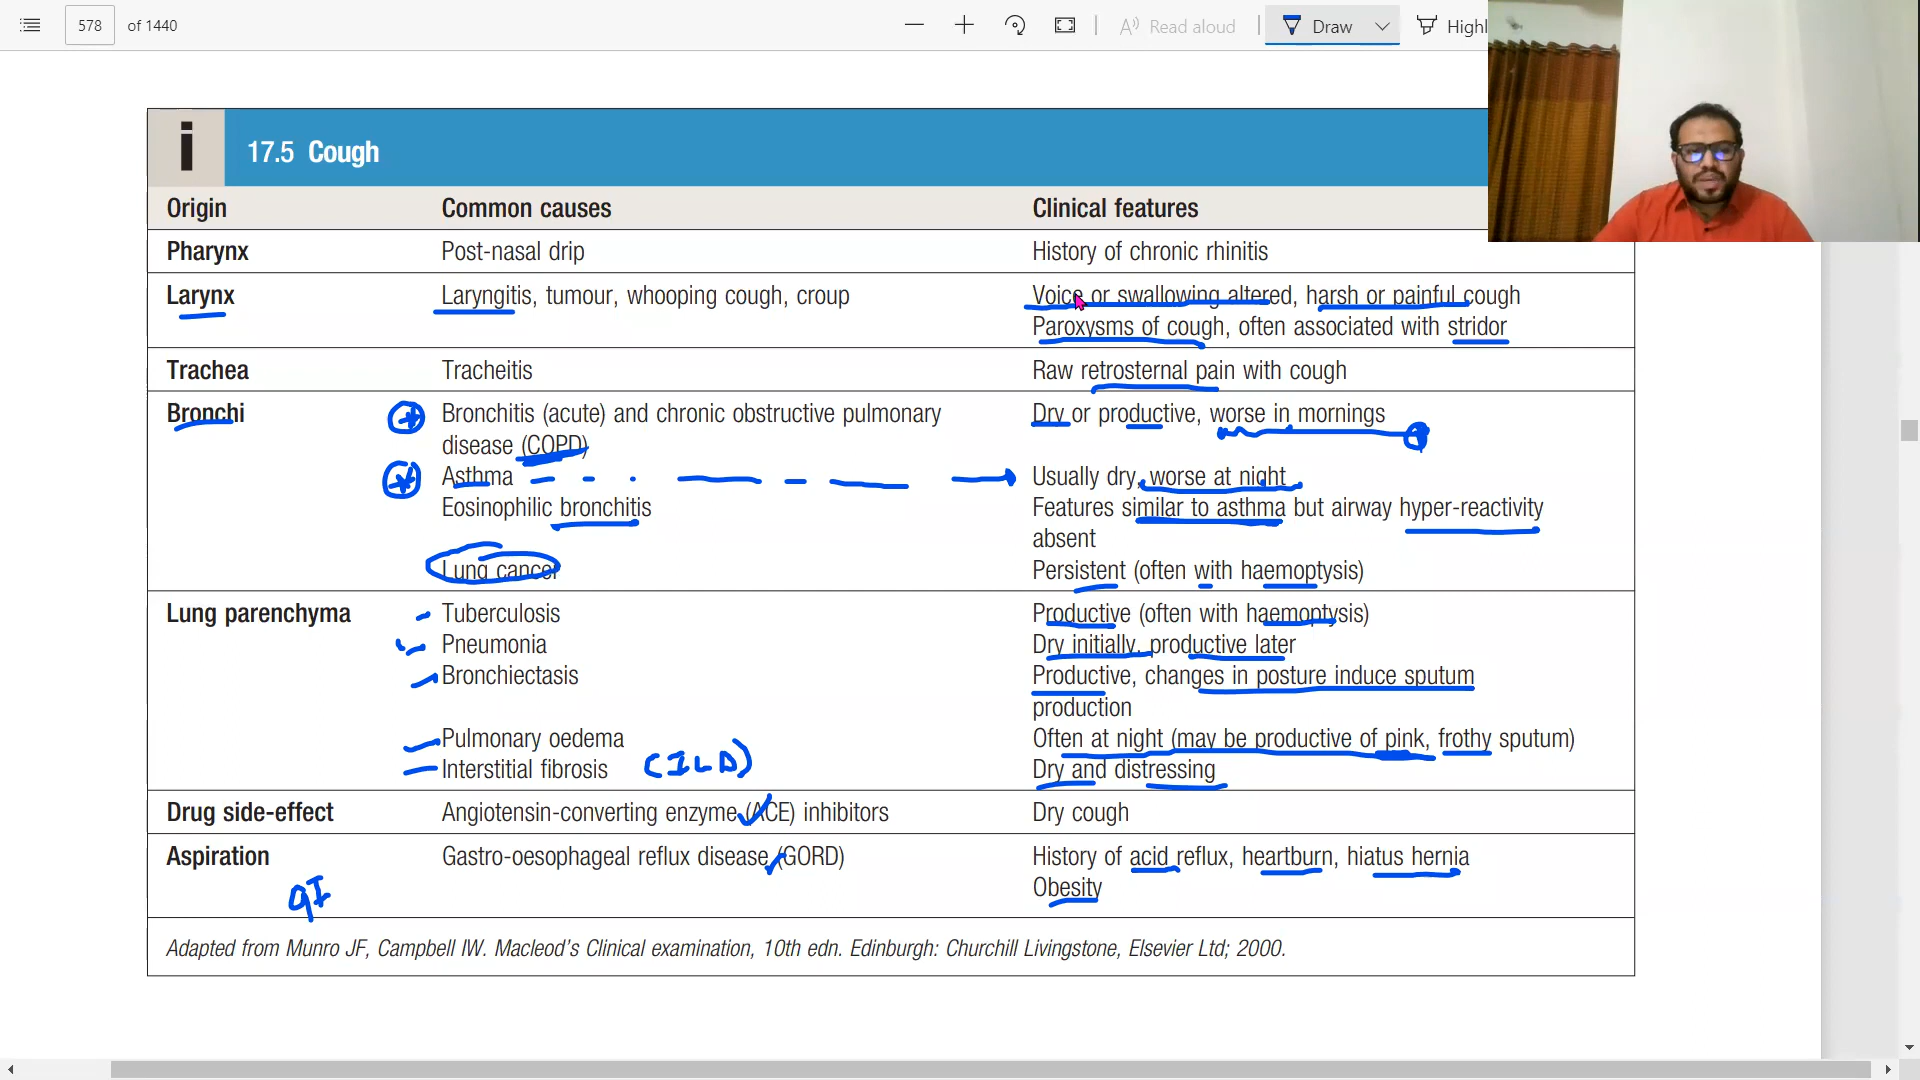 578 of 1440 Read aloud Draw Highl
i 17.5 Cough
Origin Common causes Clinical features
Pharynx Post-nasal drip History of chronic rhinitis
Larynx Laryngitis, tumour, whooping cough, croup Voice or swallowing altered, harsh or painful cough
Paroxysms of cough, often associated with stridor
Trachea Tracheitis Raw retrosternal pain with cough
Bronchi Bronchitis (acute) and chronic obstructive pulmonary Dry or productive, worse in mornings
disease (COPD)
Asthma Usually dry, worse at night
Eosinophilic bronchitis Features similar to asthma but airway hyper-reactivity
absent
Lung cancer Persistent (often with haemoptysis)
Lung parenchyma Tuberculosis Productive (often with haemoptysis)
Pneumonia Dry initially, productive later
Bronchiectasis Productive, changes in posture induce sputum
production
Pulmonary oedema Often at night (may be productive of pink, frothy sputum)
Interstitial fibrosis (ILD) Dry and distressing
Drug side-effect Angiotensin-converting enzyme (ACE) inhibitors Dry cough
Aspiration Gastro-oesophageal reflux disease (GORD) History of acid reflux, heartburn, hiatus hernia
Obesity
Adapted from Munro JF, Campbell IW. Macleod's Clinical examination, 10th edn. Edinburgh: Churchill Livingstone, Elsevier Ltd; 2000.